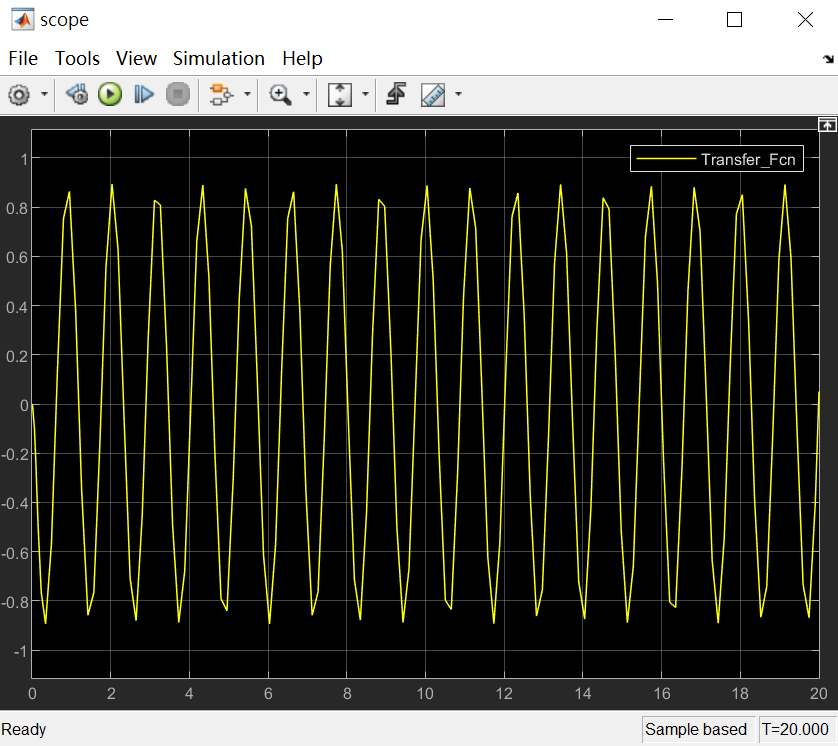 scope
File Tools View Simulation Help
Transfer_Fcn
1
0.8
0.6
0.4
0.2
0
-0.2
-0.4
-0.6
-0.8
-1
0 2 4 6 8 10 12 14 16 18 20
Ready Sample based T=20.000